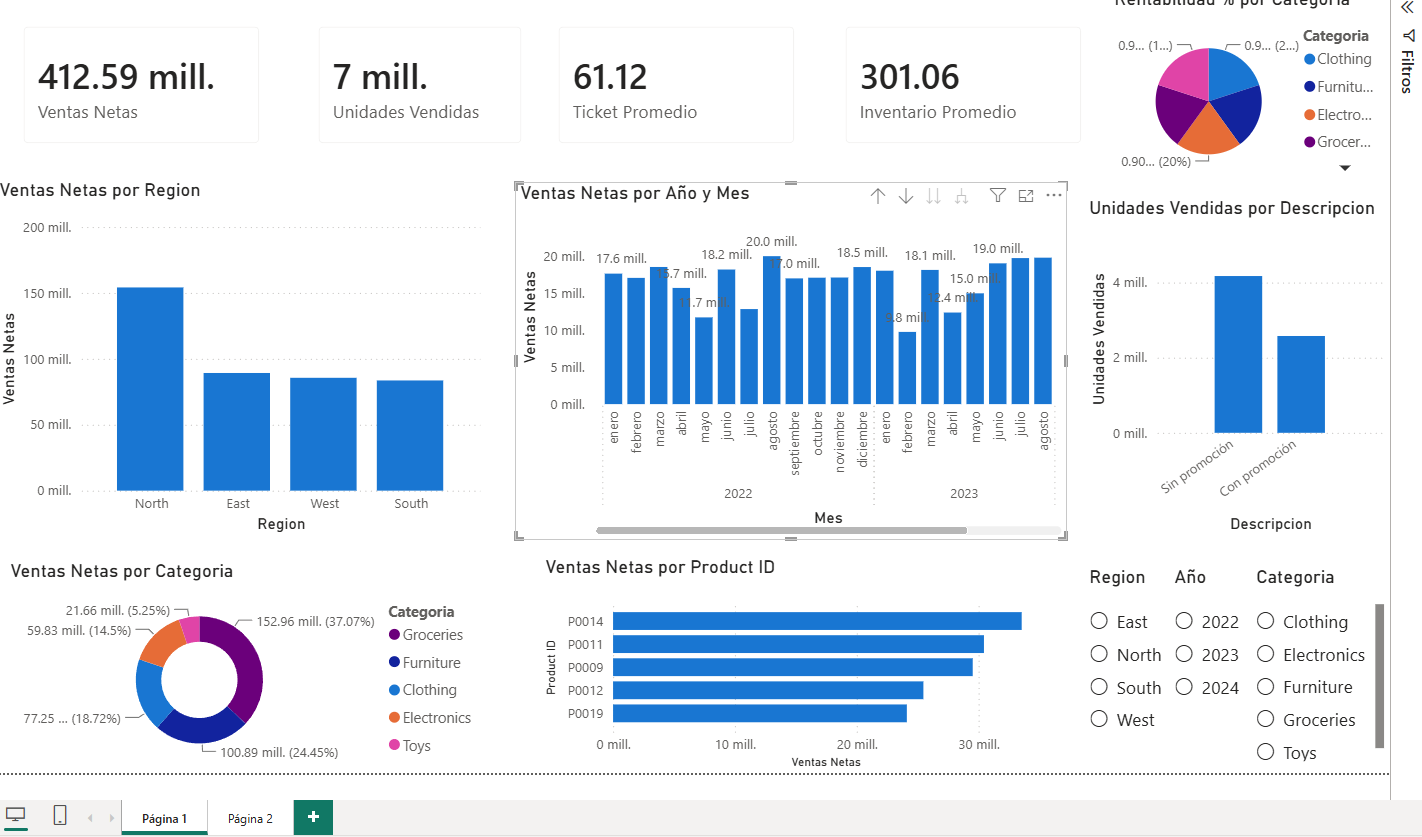 Rentabilidad % por Categoria
412.59 mill.
Ventas Netas
7 mill.
Unidades Vendidas
61.12
Ticket Promedio
301.06
Inventario Promedio
0.9... (1...)
0.9... (2...)
0.90... (20%)
Categoria
Clothing
Furnitu...
Electro...
Grocer...
Filtros
Ventas Netas por Region
Ventas Netas
200 mill.
150 mill.
100 mill.
50 mill.
0 mill.
North
East
West
South
Region
Ventas Netas por Año y Mes
Ventas Netas
20 mill.
15 mill.
10 mill.
5 mill.
0 mill.
17.6 mill.
18.2 mill.
20.0 mill.
18.5 mill.
18.1 mill.
15.0 mill.
19.0 mill.
enero
febrero
marzo
abril
mayo
junio
julio
agosto
septiembre
octubre
noviembre
diciembre
enero
febrero
marzo
abril
mayo
junio
julio
agosto
2022
2023
Mes
Unidades Vendidas por Descripcion
Unidades Vendidas
4 mill.
2 mill.
0 mill.
Sin promoción
Con promoción
Descripcion
Ventas Netas por Categoria
21.66 mill. (5.25%)
59.83 mill. (14.5%)
77.25 ... (18.72%)
152.96 mill. (37.07%)
100.89 mill. (24.45%)
Categoria
Groceries
Furniture
Clothing
Electronics
Toys
Ventas Netas por Product ID
Product ID
P0014
P0011
P0009
P0012
P0019
0 mill.
10 mill.
20 mill.
30 mill.
Ventas Netas
Region
East
North
South
West
Año
2022
2023
2024
Categoria
Clothing
Electronics
Furniture
Groceries
Toys
Página 1
Página 2